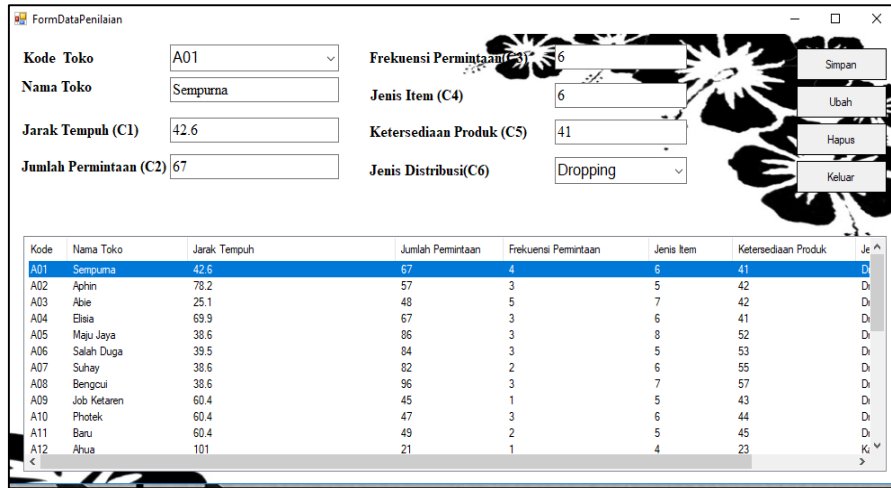 FormDataPenilaian
Kode Toko A01
Nama Toko Sempurna
Jarak Tempuh (C1) 42.6
Jumlah Permintaan (C2) 67
Frekuensi Permintaan(C3) 6
Jenis Item (C4) 6
Ketersediaan Produk (C5) 41
Jenis Distribusi(C6) Dropping
Simpan
Ubah
Hapus
Keluar
Kode Nama Toko Jarak Tempuh Jumlah Permintaan Frekuensi Permintaan Jenis Item Ketersediaan Produk Je
A01 Sempurna 42.6 67 4 6 41 D
A02 Aphin 78.2 57 3 5 42 D
A03 Abie 25.1 48 5 7 42 D
A04 Elisia 69.9 67 3 6 41 D
A05 Maju Jaya 38.6 86 3 8 52 D
A06 Salah Duga 39.5 84 3 5 53 D
A07 Suhay 38.6 82 2 6 55 D
A08 Bengcui 38.6 96 3 7 57 D
A09 Job Ketaren 60.4 45 1 5 43 D
A10 Photek 60.4 47 3 6 44 D
A11 Baru 60.4 49 2 5 45 D
A12 Ahua 101 21 1 4 23 Ka